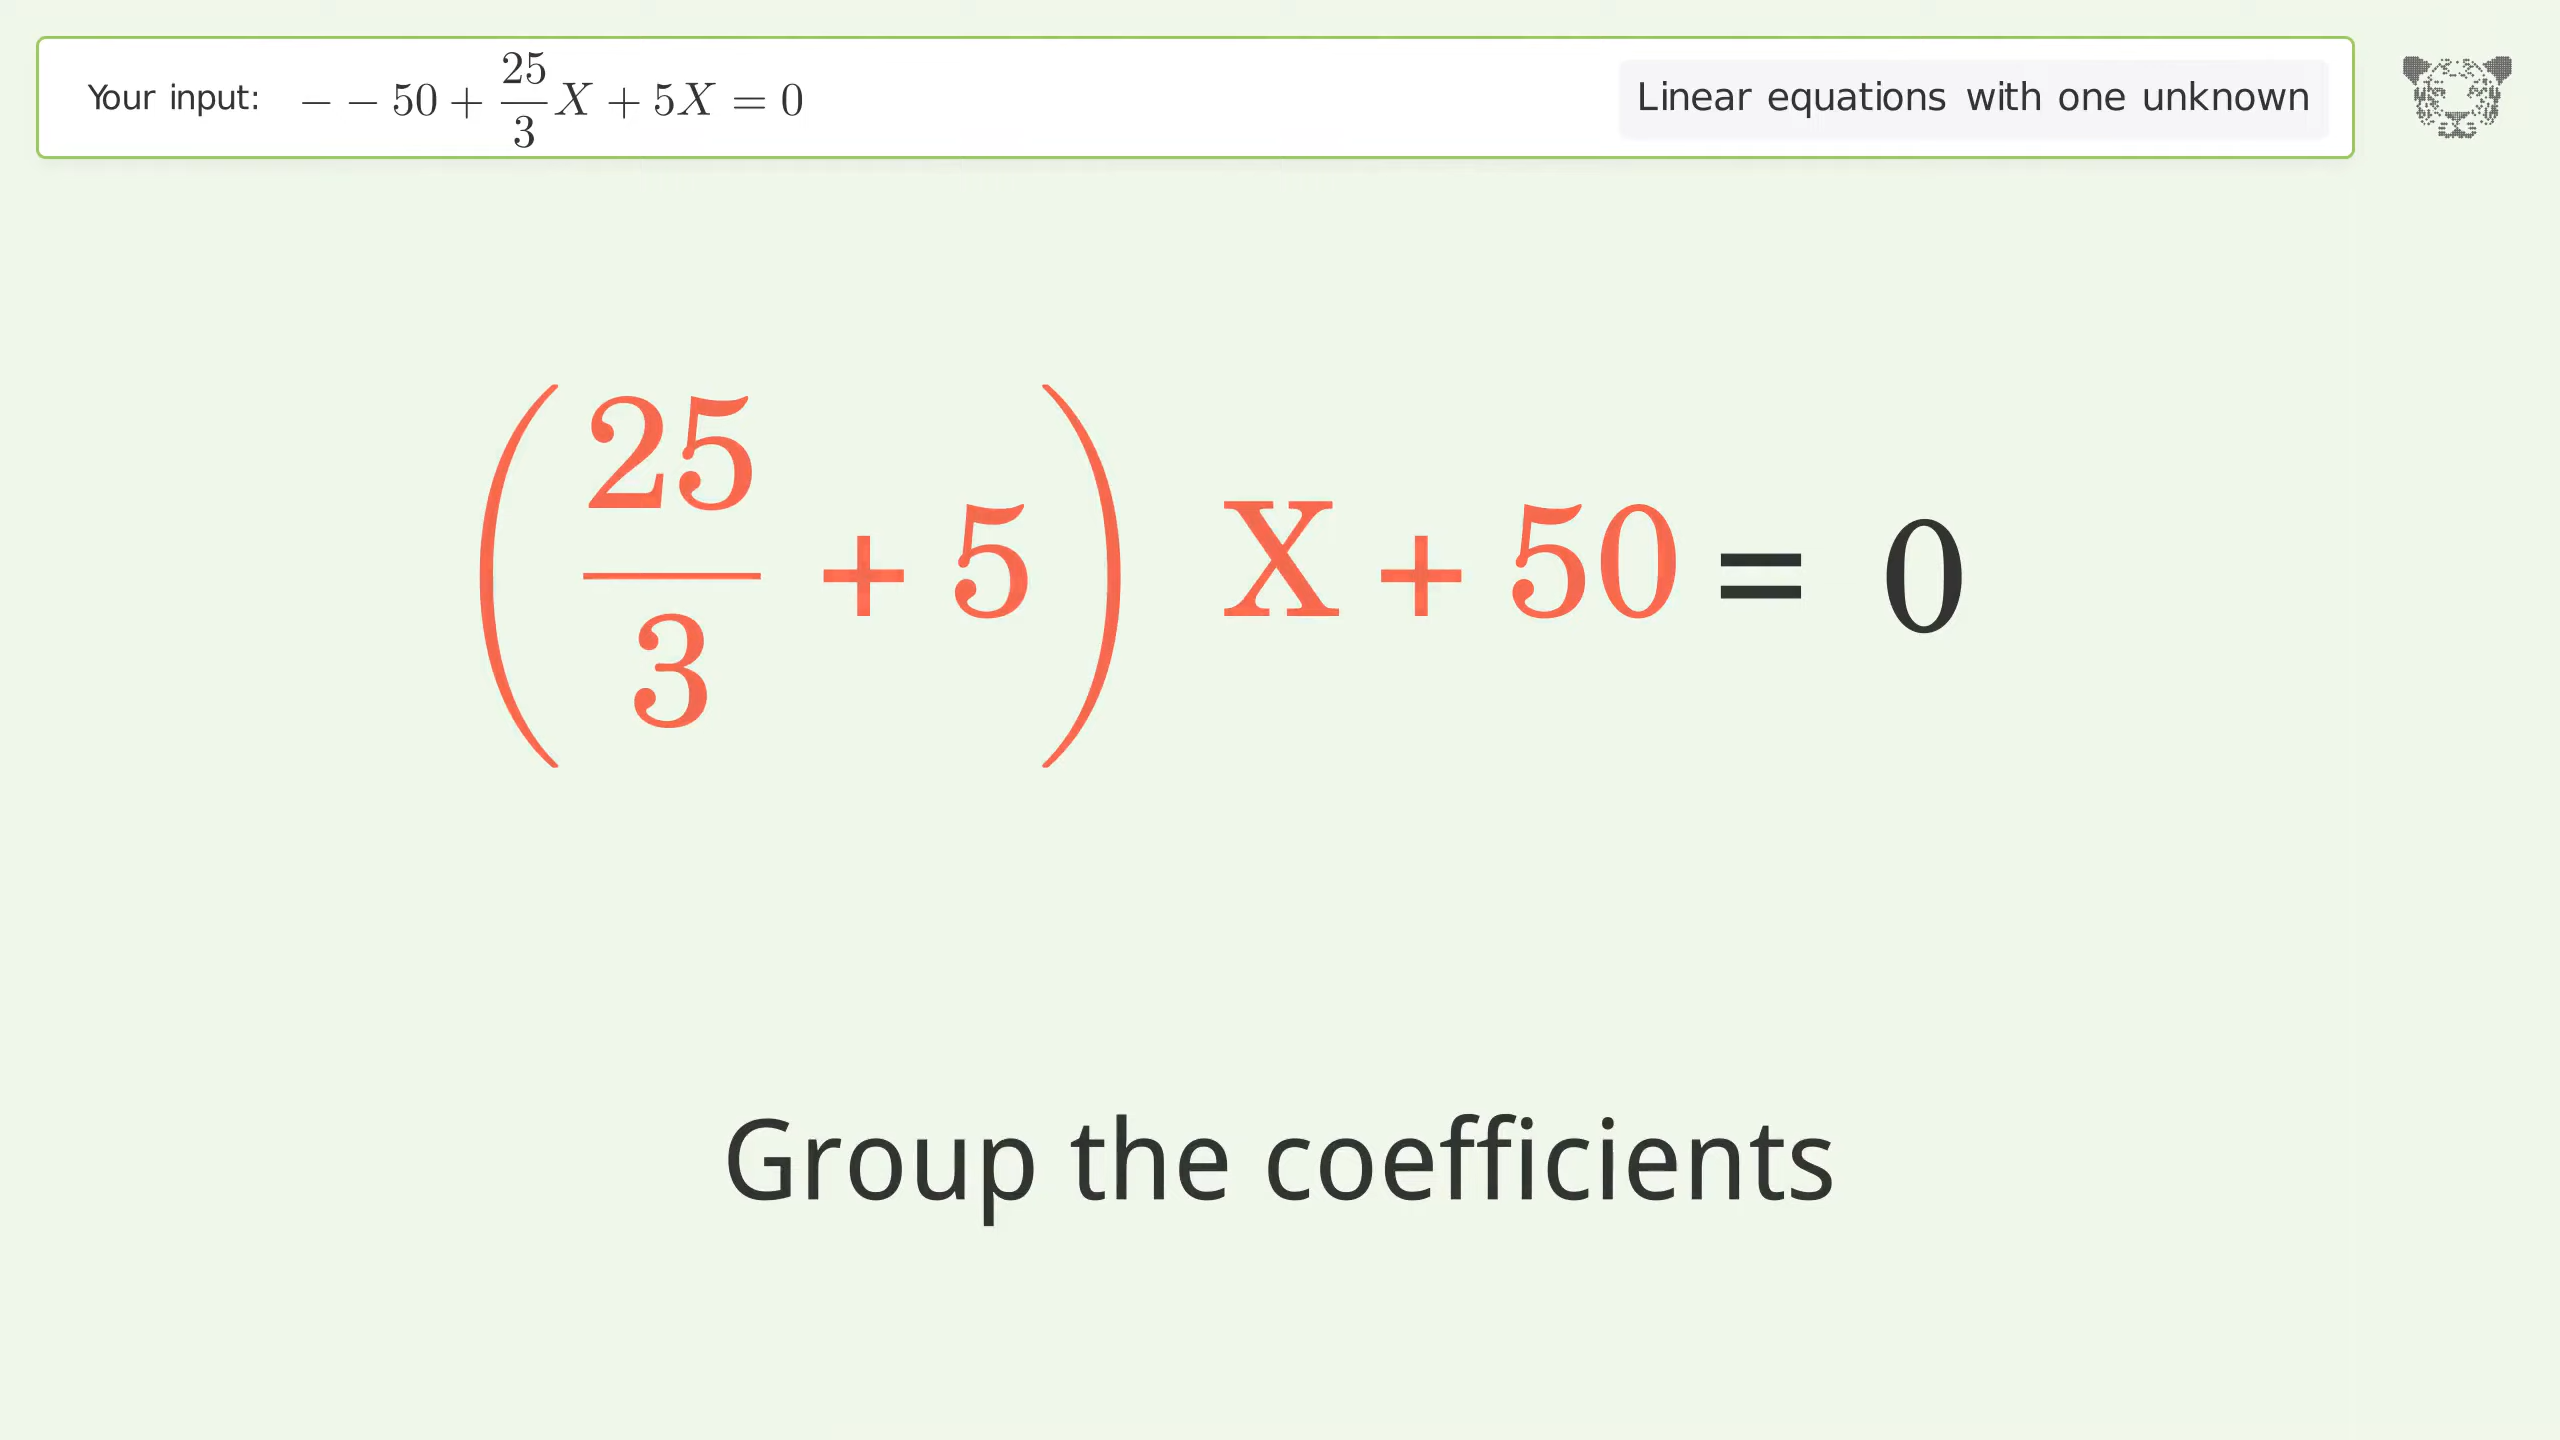 Your input: − − 50 + 25/3 X + 5X = 0
Linear equations with one unknown
(25/3 + 5) X + 50 = 0
Group the coefficients